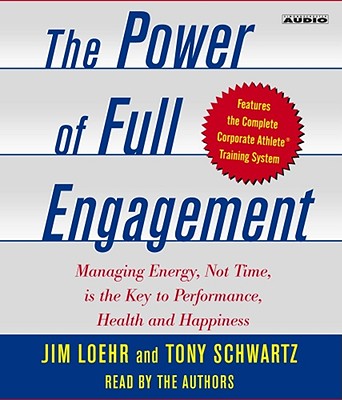 AUDIO
The Power
of Full
Engagement
Features
the Complete
Corporate Athlete®
Training System
Managing Energy, Not Time,
is the Key to Performance,
Health and Happiness
JIM LOEHR and TONY SCHWARTZ
READ BY THE AUTHORS